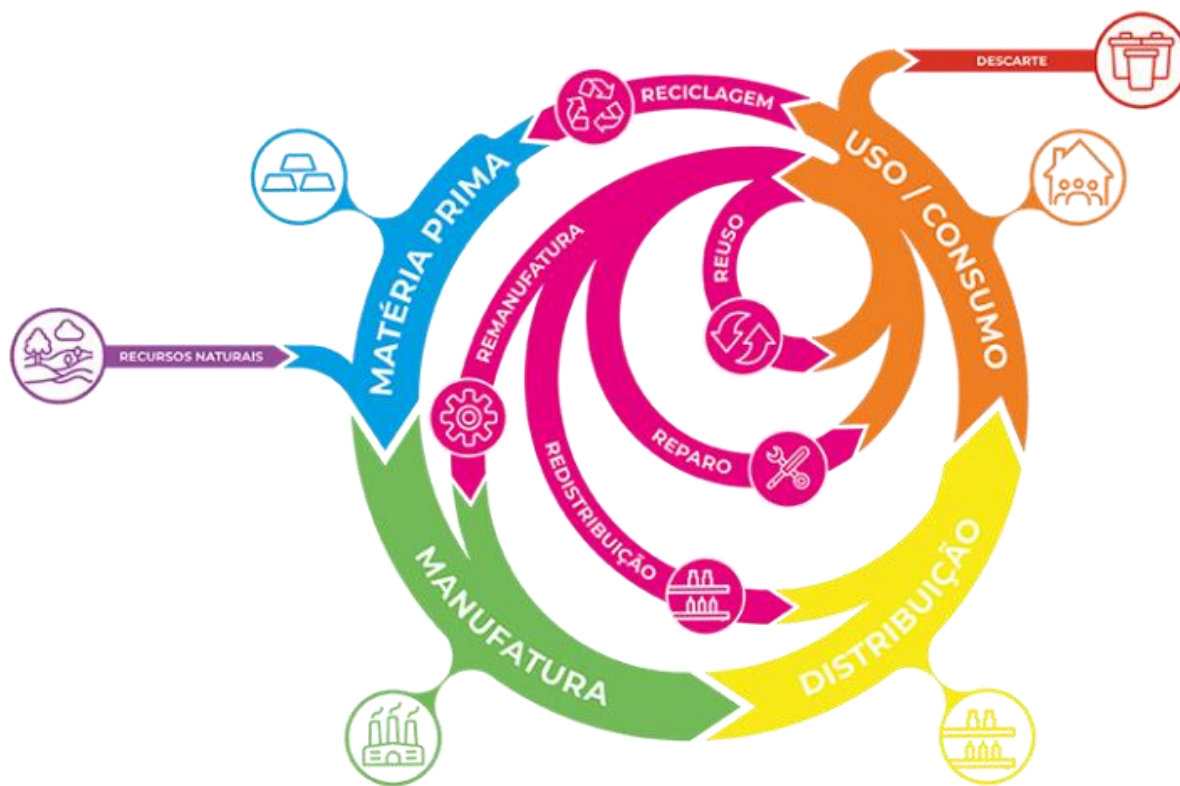 DESCARTE
RECICLAGEM
USO / CONSUMO
MATÉRIA PRIMA
REUSO
REMANUFATURA
RECURSOS NATURAIS
REPARO
REDISTRIBUIÇÃO
MANUFATURA
DISTRIBUIÇÃO